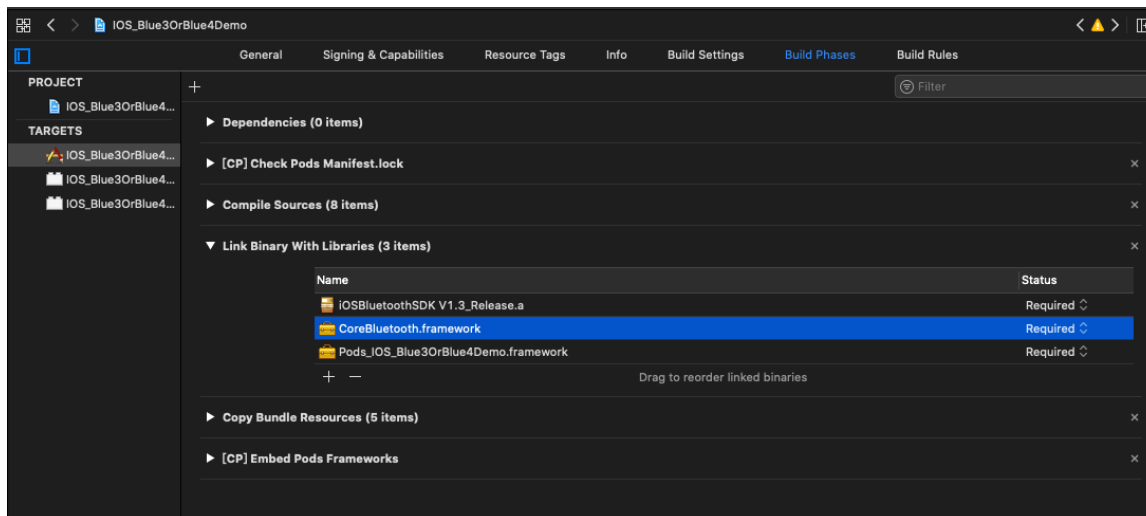 IOS_Blue3OrBlue4Demo
General Signing & Capabilities Resource Tags Info Build Settings Build Phases Build Rules
PROJECT
IOS_Blue3OrBlue4...
TARGETS
IOS_Blue3OrBlue4...
IOS_Blue3OrBlue4...
IOS_Blue3OrBlue4...
Filter
Dependencies (0 items)
[CP] Check Pods Manifest.lock
Compile Sources (8 items)
Link Binary With Libraries (3 items)
Name Status
iOSBluetoothSDK V1.3_Release.a Required
CoreBluetooth.framework Required
Pods_IOS_Blue3OrBlue4Demo.framework Required
Drag to reorder linked binaries
Copy Bundle Resources (5 items)
[CP] Embed Pods Frameworks